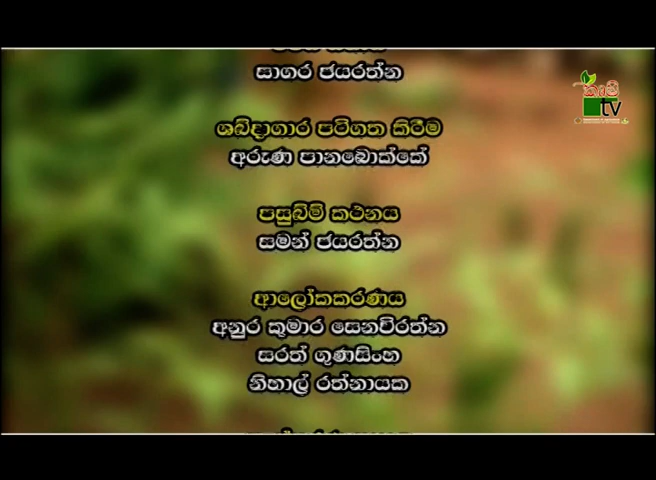 සාගර ජයරත්න
කෘෂි
tv
ශබ්දාගාර පටිගත කිරීම
අරුණ පානබොක්කේ
පසුබිම් කථනය
සමන් ජයරත්න
ආලෝකකරණය
අනුර කුමාර සෙනවිරත්න
සරත් ගුණසිංහ
නිහාල් රත්නායක